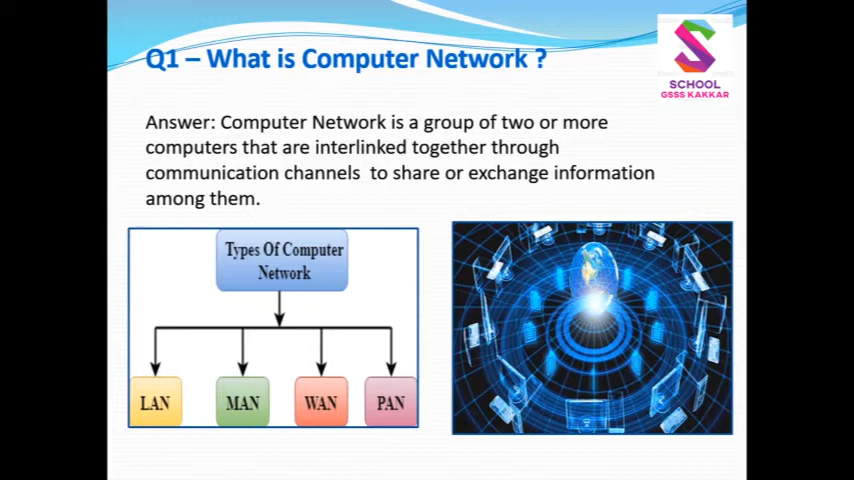 Q1 – What is Computer Network ?
SCHOOL
GSSS KAKKAR
Answer: Computer Network is a group of two or more
computers that are interlinked together through
communication channels  to share or exchange information
among them.
Types Of Computer
Network
LAN
MAN
WAN
PAN